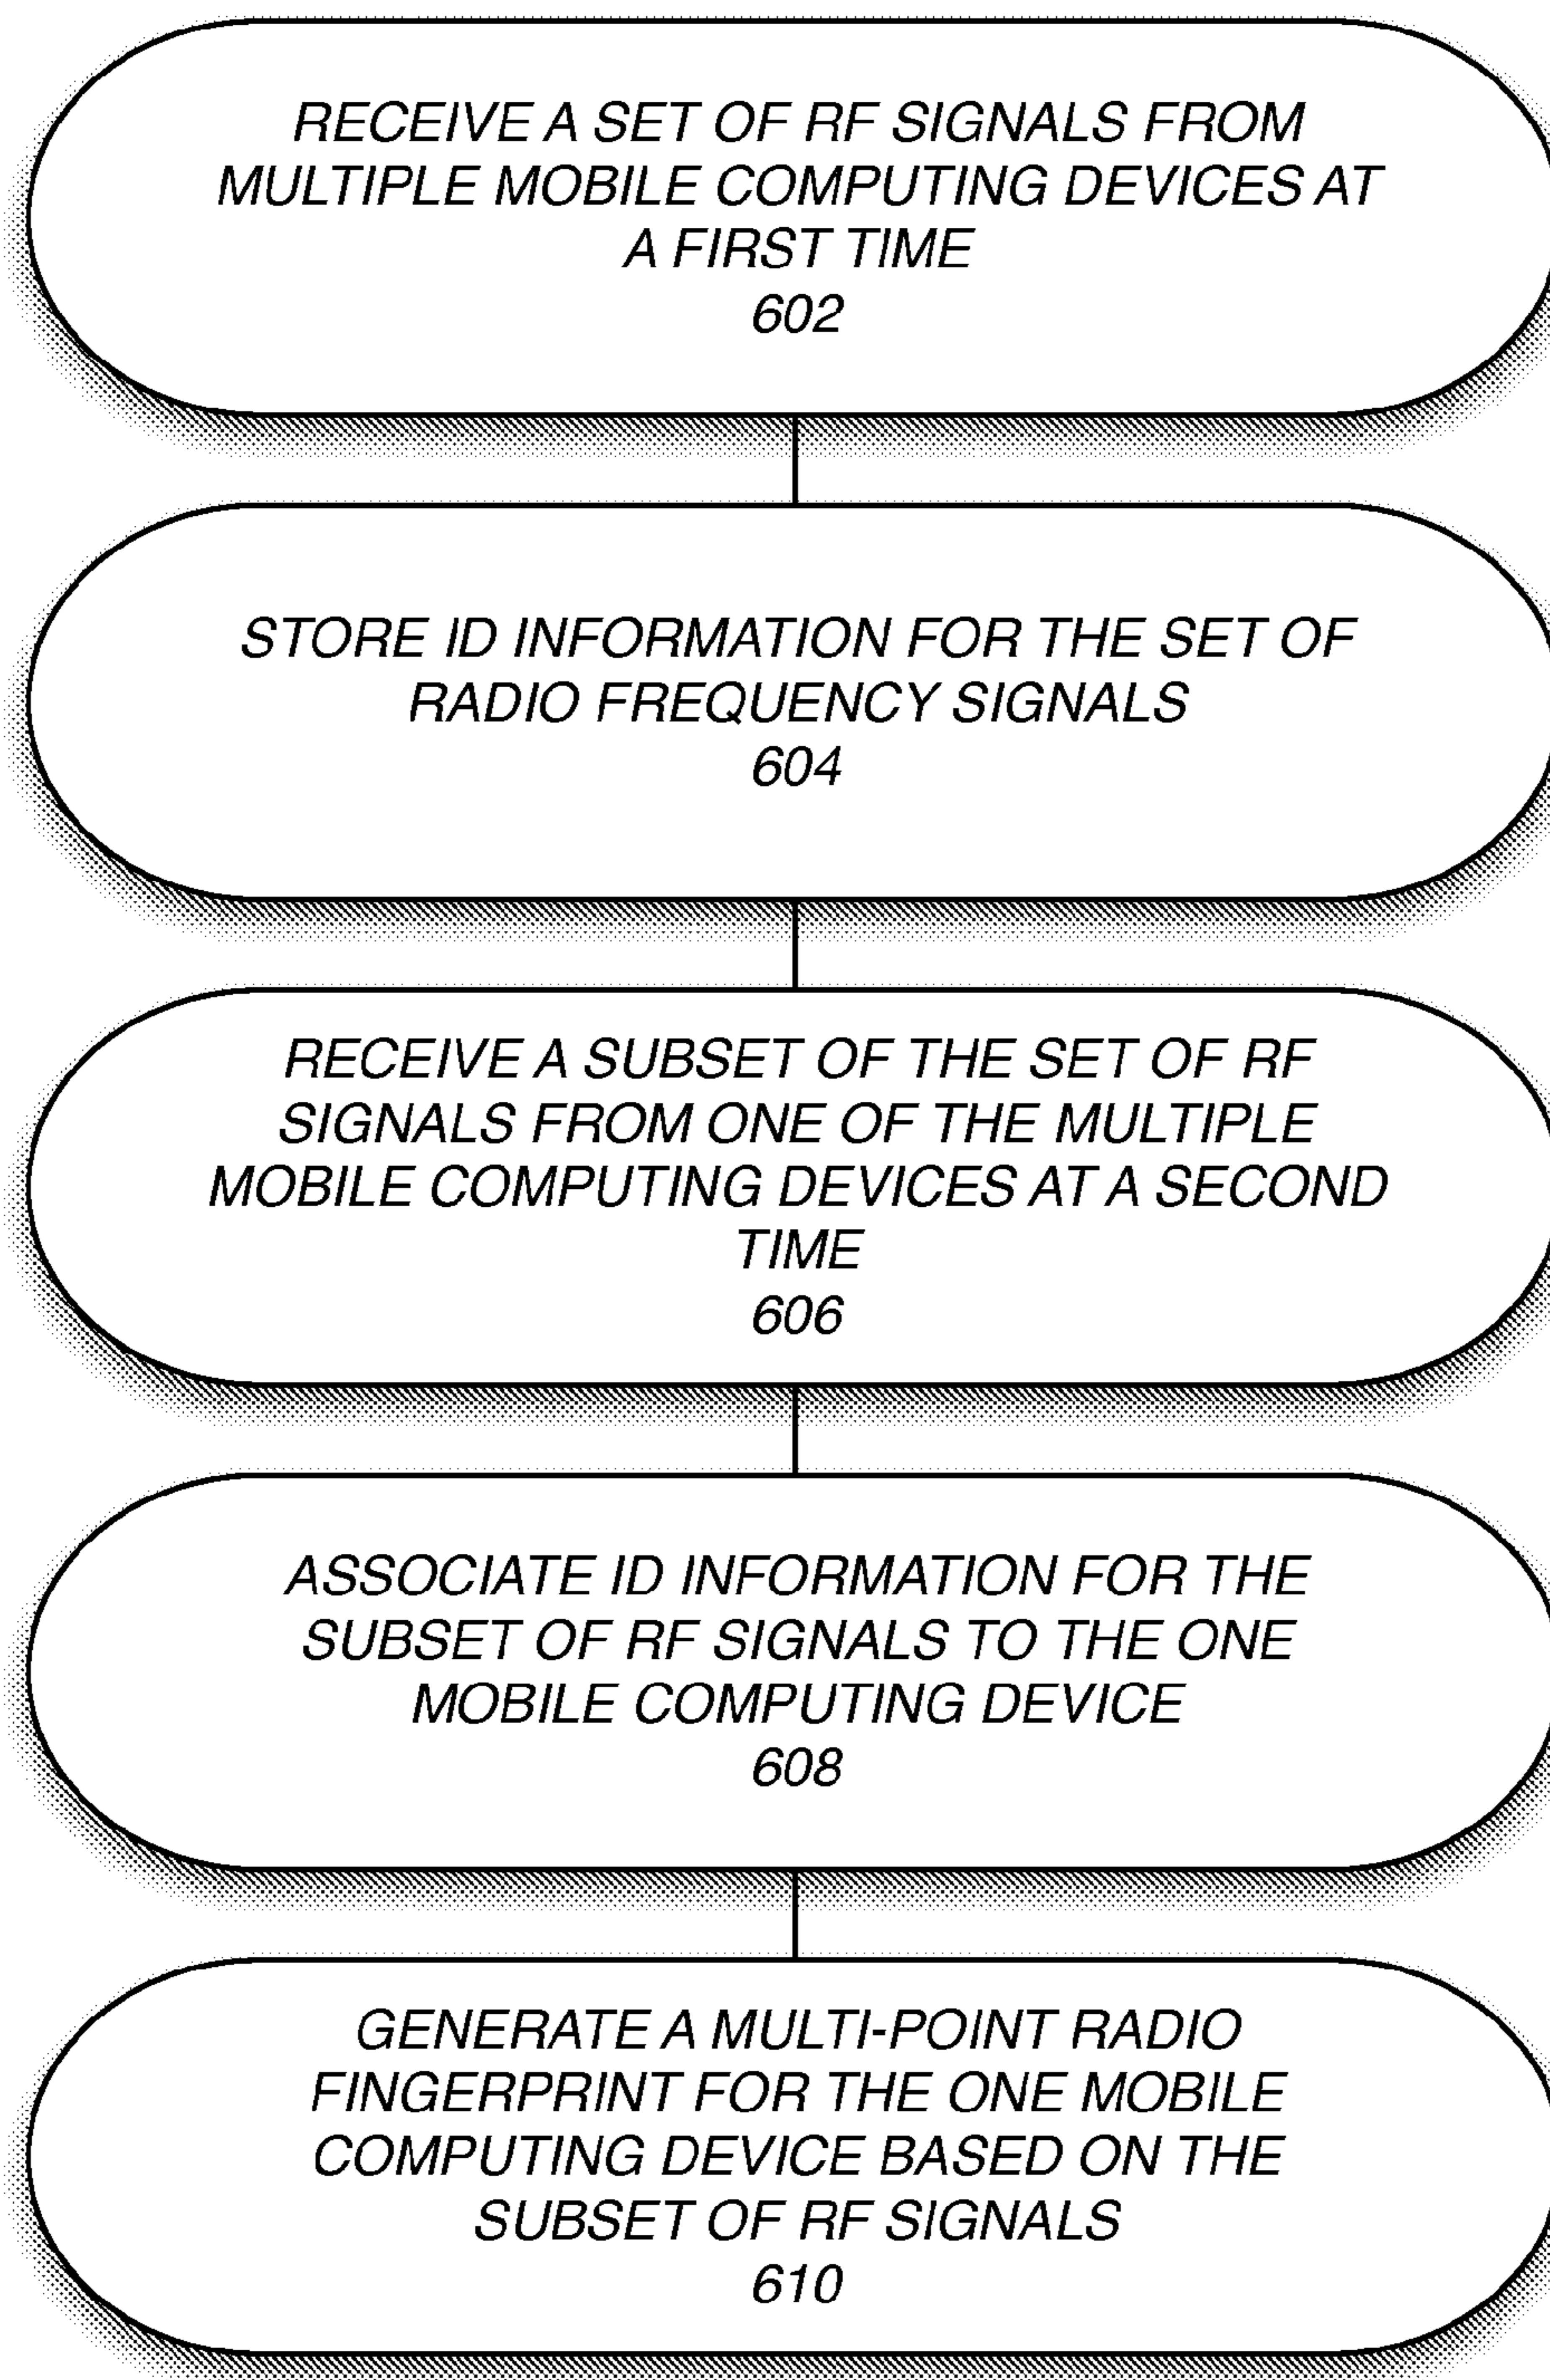 RECEIVE A SET OF RF SIGNALS FROM
MULTIPLE MOBILE COMPUTING DEVICES AT
A FIRST TIME
602
STORE ID INFORMATION FOR THE SET OF
RADIO FREQUENCY SIGNALS
604
RECEIVE A SUBSET OF THE SET OF RF
SIGNALS FROM ONE OF THE MULTIPLE
MOBILE COMPUTING DEVICES AT A SECOND
TIME
606
ASSOCIATE ID INFORMATION FOR THE
SUBSET OF RF SIGNALS TO THE ONE
MOBILE COMPUTING DEVICE
608
GENERATE A MULTI-POINT RADIO
FINGERPRINT FOR THE ONE MOBILE
COMPUTING DEVICE BASED ON THE
SUBSET OF RF SIGNALS
610